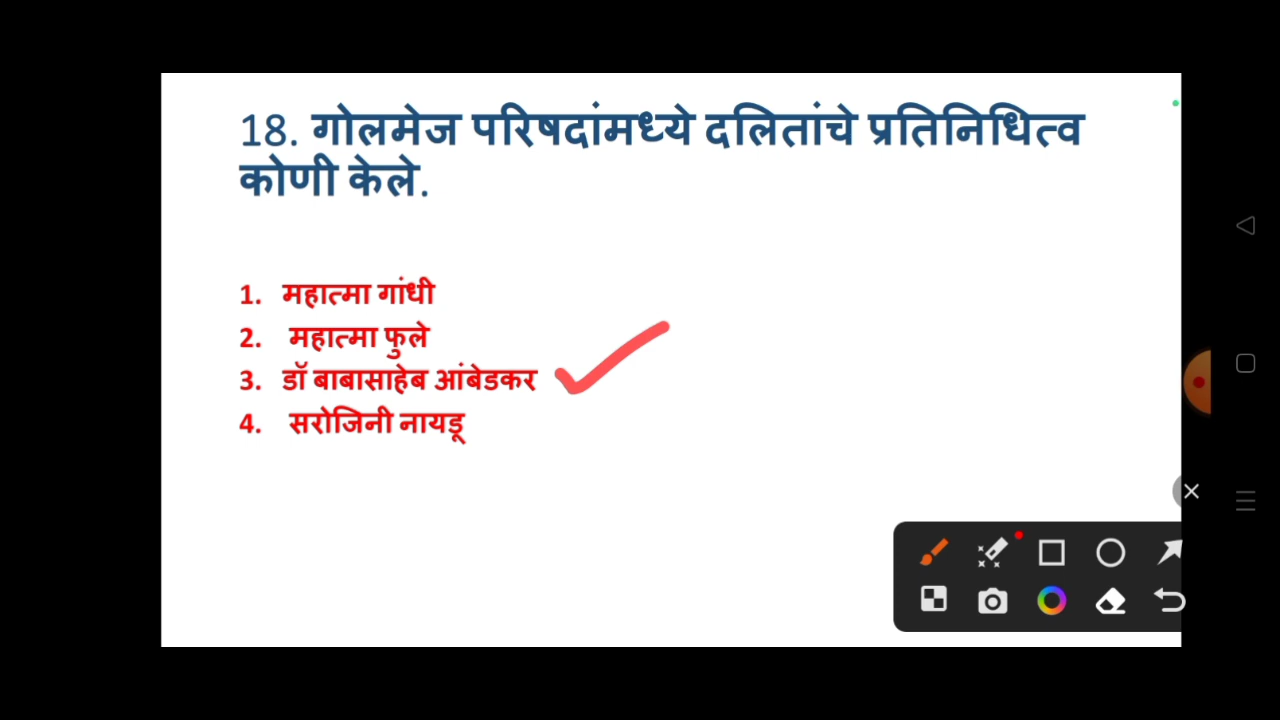 18. गोलमेज परिषदांमध्ये दलितांचे प्रतिनिधित्व
कोणी केले.
1. महात्मा गांधी
2. महात्मा फुले
3. डॉ बाबासाहेब आंबेडकर
4. सरोजिनी नायडू